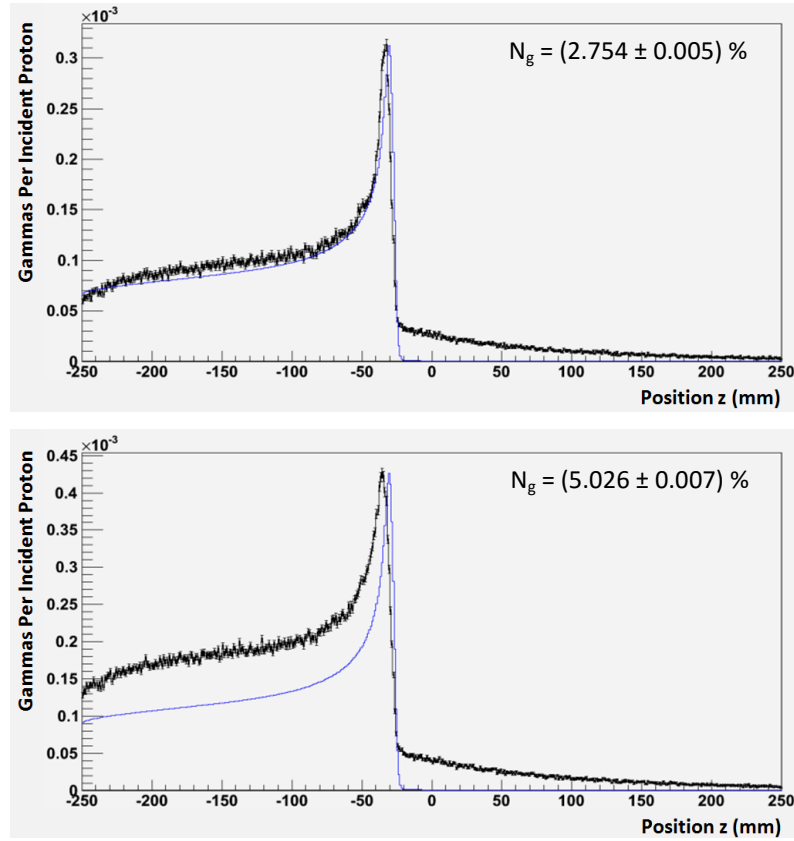 ×10⁻³
Gammas Per Incident Proton
0.3
0.25
0.2
0.15
0.1
0.05
0
N_g = (2.754 ± 0.005) %
-250 -200 -150 -100 -50 0 50 100 150 200 250
Position z (mm)
×10⁻³
Gammas Per Incident Proton
0.45
0.4
0.35
0.3
0.25
0.2
0.15
0.1
0.05
0
N_g = (5.026 ± 0.007) %
-250 -200 -150 -100 -50 0 50 100 150 200 250
Position z (mm)